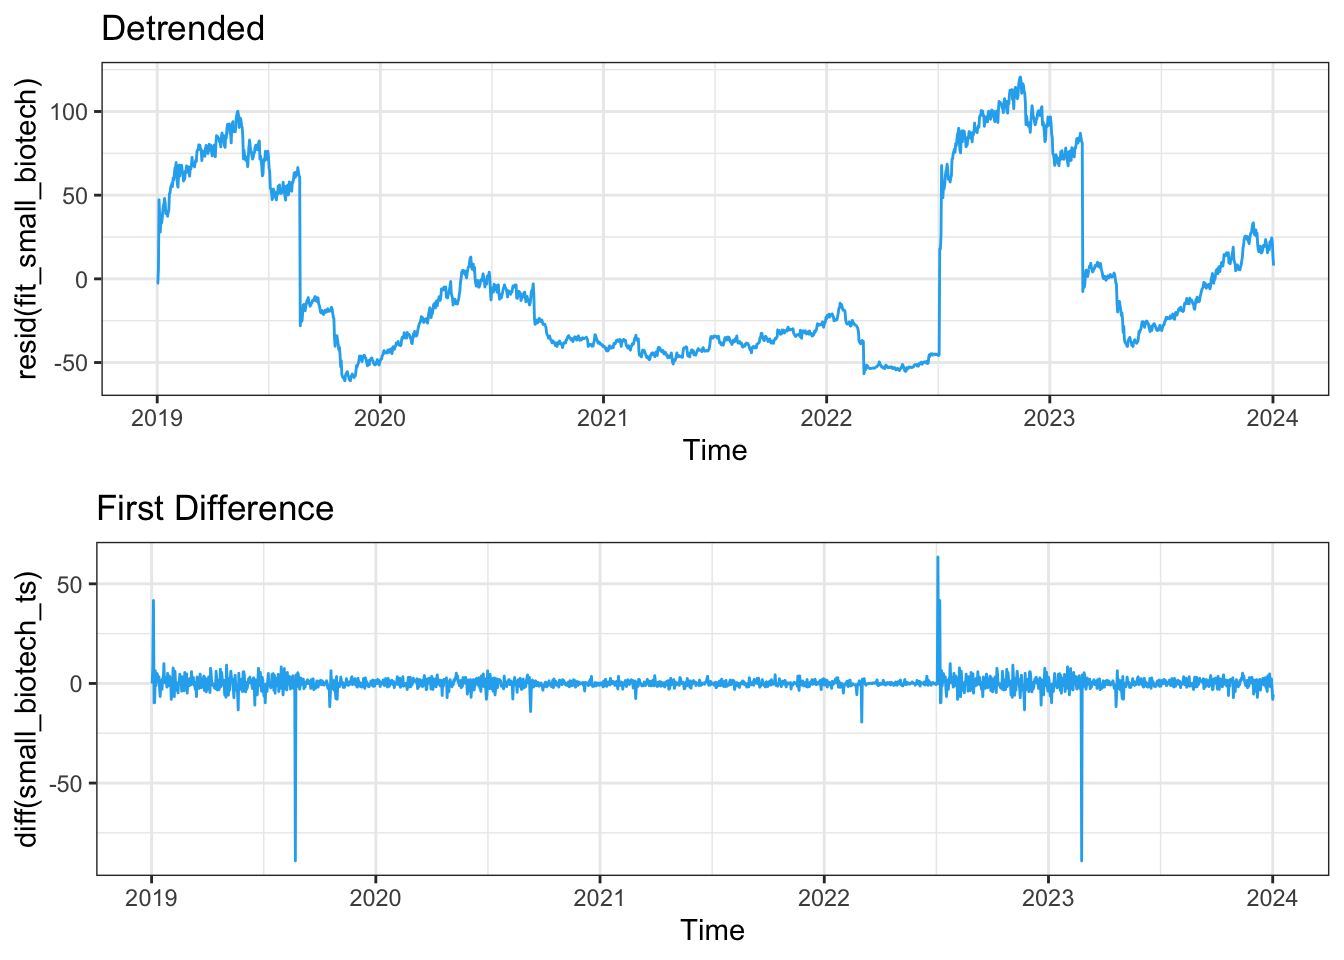 Detrended
resid(fit_small_biotech)
100
50
0
-50
2019 2020 2021 2022 2023 2024
Time
First Difference
diff(small_biotech_ts)
50
0
-50
2019 2020 2021 2022 2023 2024
Time